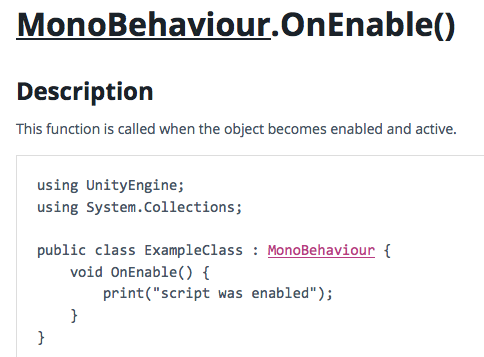 MonoBehaviour.OnEnable()
Description
This function is called when the object becomes enabled and active.
using UnityEngine;
using System.Collections;
public class ExampleClass : MonoBehaviour {
    void OnEnable() {
        print("script was enabled");
    }
}